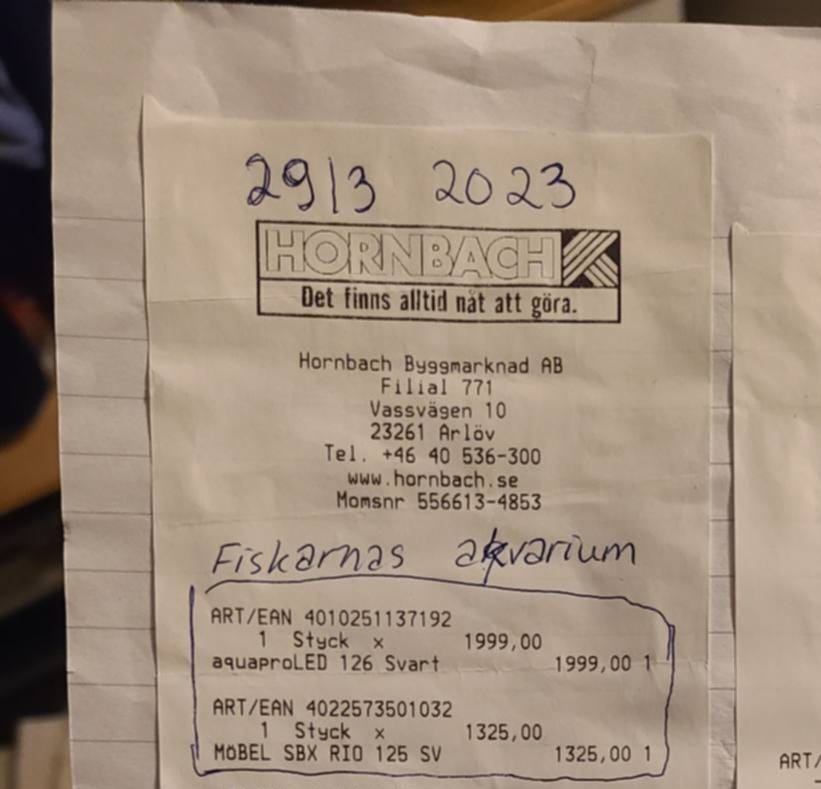 29/3 2023
HORNBACH
Det finns alltid nåt att göra.
Hornbach Byggmarknad AB
Filial 771
Vassvägen 10
23261 Arlöv
Tel. +46 40 536-300
www.hornbach.se
Momsnr 556613-4853
Fiskarnas akvarium
ART/EAN 4010251137192
1 Styck x 1999,00
aquaproLED 126 Svart 1999,00 1
ART/EAN 4022573501032
1 Styck x 1325,00
MÖBEL SBX RIO 125 SV 1325,00 1
ART/